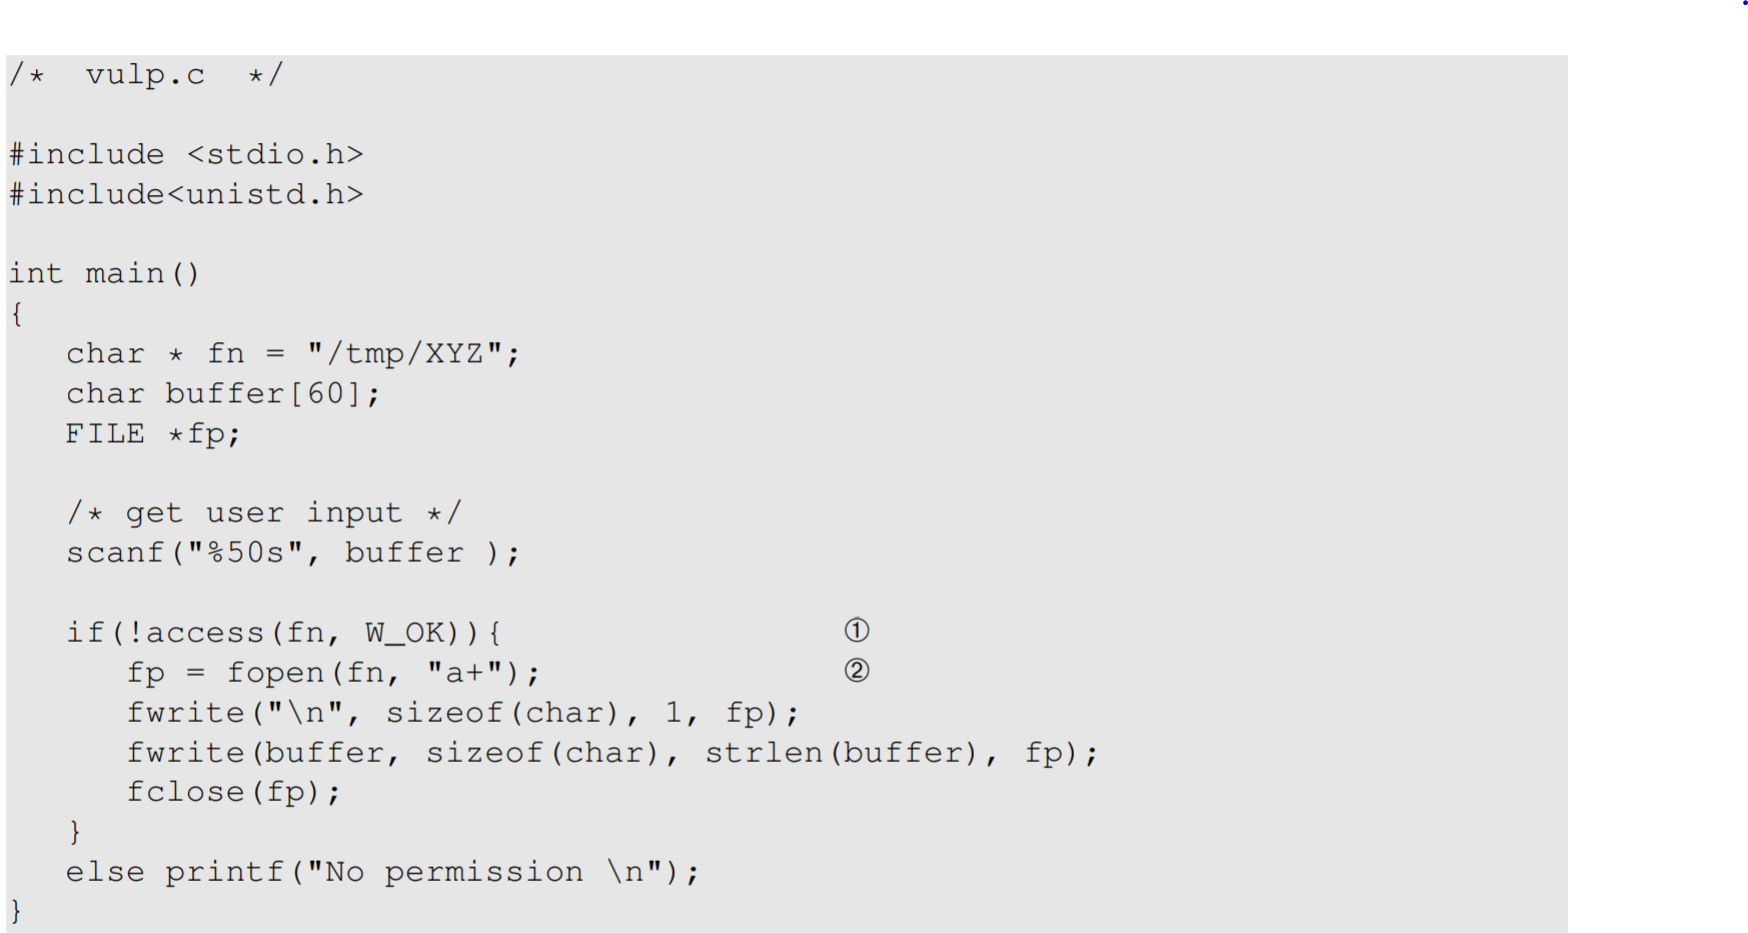 /*  vulp.c  */
#include <stdio.h>
#include<unistd.h>
int main()
{
   char * fn = "/tmp/XYZ";
   char buffer[60];
   FILE *fp;
   /* get user input */
   scanf("%50s", buffer );
   if(!access(fn, W_OK)){ ①
      fp = fopen(fn, "a+"); ②
      fwrite("\n", sizeof(char), 1, fp);
      fwrite(buffer, sizeof(char), strlen(buffer), fp);
      fclose(fp);
   }
   else printf("No permission \n");
}